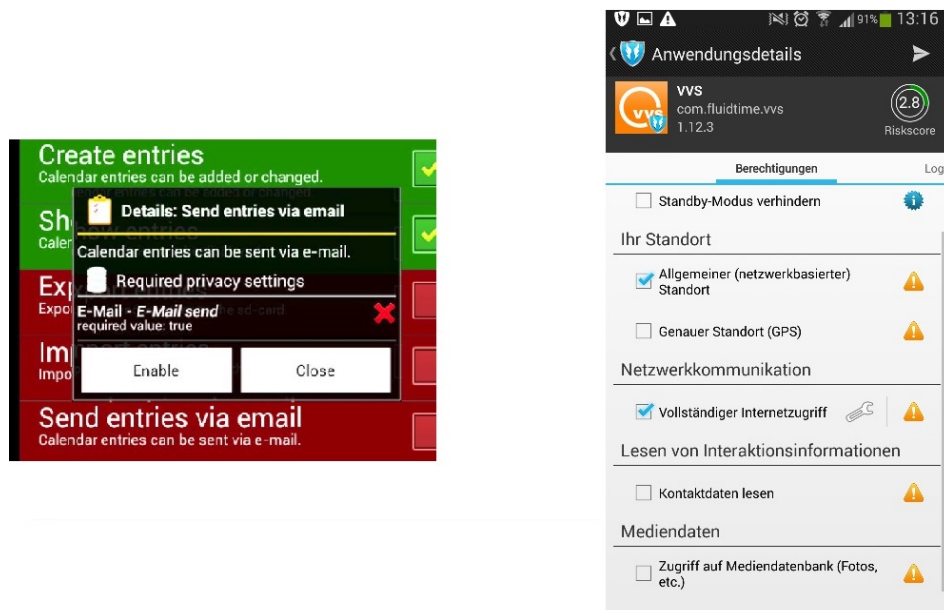 Create entries
Calendar entries can be added or changed.
Details: Send entries via email
Calendar entries can be sent via e-mail.
Required privacy settings
E-Mail - E-Mail send
required value: true
Enable
Close
Send entries via email
Calendar entries can be sent via e-mail.
91% 13:16
Anwendungsdetails
VVS
com.fluidtime.vvs
1.12.3
2.8
Riskscore
Berechtigungen
Log
Standby-Modus verhindern
Ihr Standort
Allgemeiner (netzwerkbasierter)
Standort
Genauer Standort (GPS)
Netzwerkkommunikation
Vollständiger Internetzugriff
Lesen von Interaktionsinformationen
Kontaktdaten lesen
Mediendaten
Zugriff auf Mediendatenbank (Fotos,
etc.)